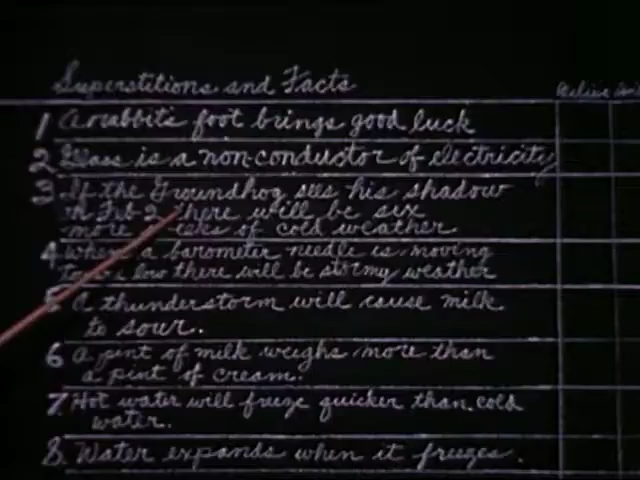 Superstitions and Facts
Believe
1 A rabbit's foot brings good luck
2 Glass is a non-conductor of electricity
3 If the Groundhog sees his shadow
on Feb 2 there will be six
more weeks of cold weather
4 When a barometer needle is moving
low there will be stormy weather
5 A thunderstorm will cause milk
to sour.
6 A pint of milk weighs more than
a pint of cream.
7. Hot water will freeze quicker than cold
water.
8. Water expands when it freezes.